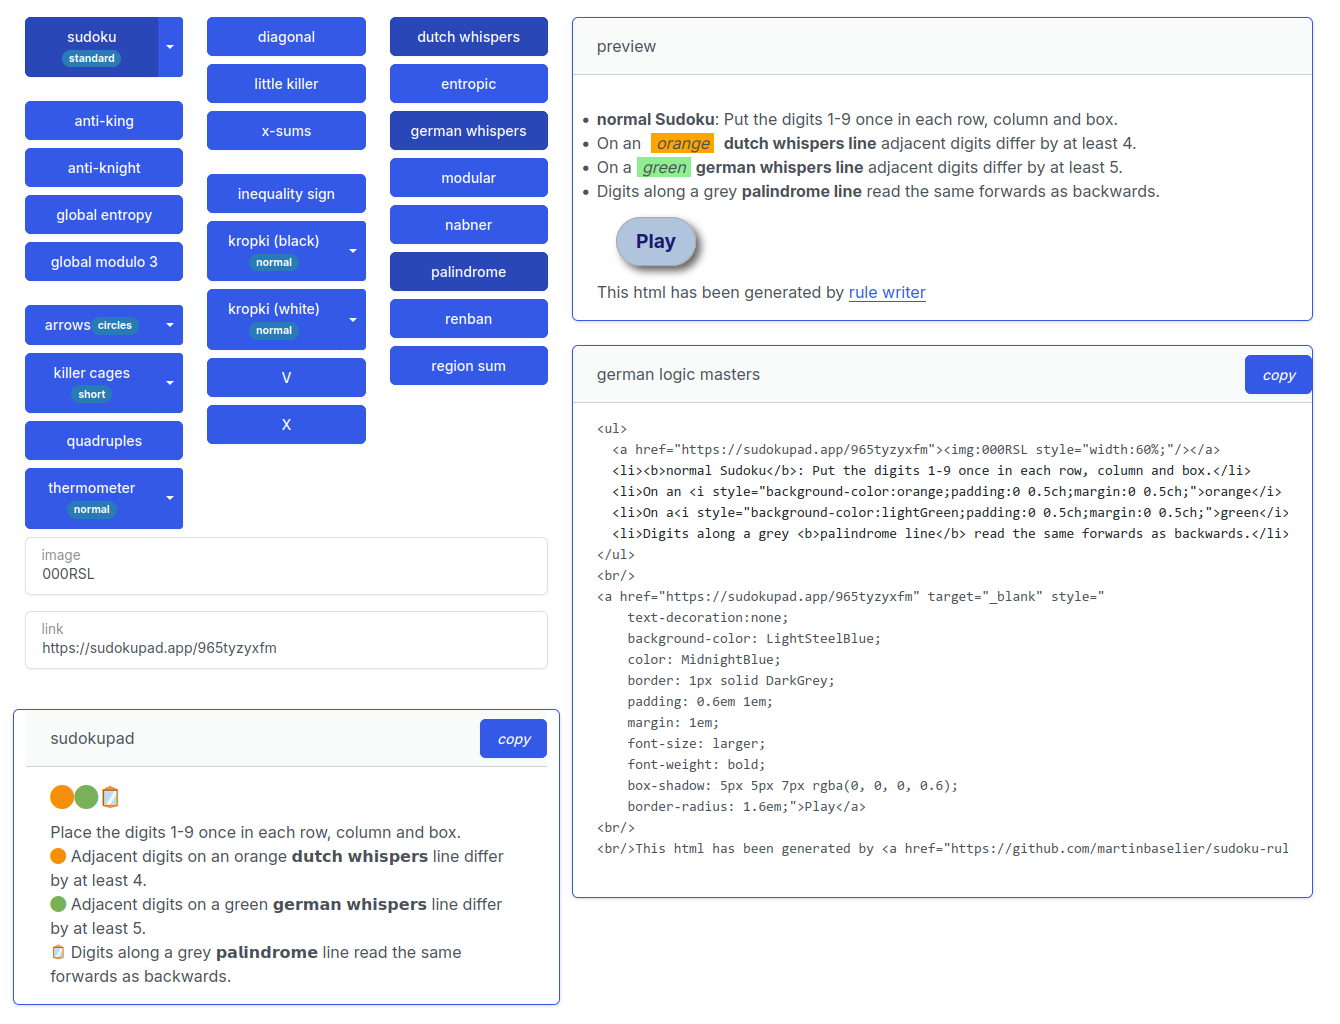 sudoku
standard
anti-king
anti-knight
global entropy
global modulo 3
arrows circles
killer cages
short
quadruples
thermometer
normal
diagonal
little killer
x-sums
inequality sign
kropki (black)
normal
kropki (white)
normal
V
X
dutch whispers
entropic
german whispers
modular
nabner
palindrome
renban
region sum
image
000RSL
link
https://sudokupad.app/965tyzyxfm
sudokupad
copy
Place the digits 1-9 once in each row, column and box.
Adjacent digits on an orange dutch whispers line differ
by at least 4.
Adjacent digits on a green german whispers line differ
by at least 5.
Digits along a grey palindrome line read the same
forwards as backwards.
preview
• normal Sudoku: Put the digits 1-9 once in each row, column and box.
• On an orange dutch whispers line adjacent digits differ by at least 4.
• On a green german whispers line adjacent digits differ by at least 5.
• Digits along a grey palindrome line read the same forwards as backwards.
Play
This html has been generated by rule writer
german logic masters
copy
<ul>
  <a href="https://sudokupad.app/965tyzyxfm"><img:000RSL style="width:60%;"/></a>
  <li><b>normal Sudoku</b>: Put the digits 1-9 once in each row, column and box.</li>
  <li>On an <i style="background-color:orange;padding:0 0.5ch;margin:0 0.5ch;">orange</i>
  <li>On a<i style="background-color:lightGreen;padding:0 0.5ch;margin:0 0.5ch;">green</i>
  <li>Digits along a grey <b>palindrome line</b> read the same forwards as backwards.</li>
</ul>
<br/>
<a href="https://sudokupad.app/965tyzyxfm" target="_blank" style="
    text-decoration:none;
    background-color: LightSteelBlue;
    color: MidnightBlue;
    border: 1px solid DarkGrey;
    padding: 0.6em 1em;
    margin: 1em;
    font-size: larger;
    font-weight: bold;
    box-shadow: 5px 5px 7px rgba(0, 0, 0, 0.6);
    border-radius: 1.6em;">Play</a>
<br/>
<br/>This html has been generated by <a href="https://github.com/martinbaselier/sudoku-rul